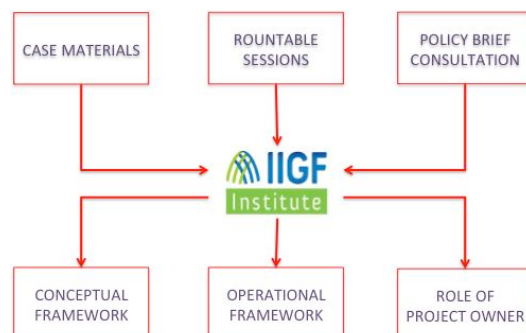 CASE MATERIALS
ROUNTABLE
SESSIONS
POLICY BRIEF
CONSULTATION
IIGF
Institute
CONCEPTUAL
FRAMEWORK
OPERATIONAL
FRAMEWORK
ROLE OF
PROJECT OWNER